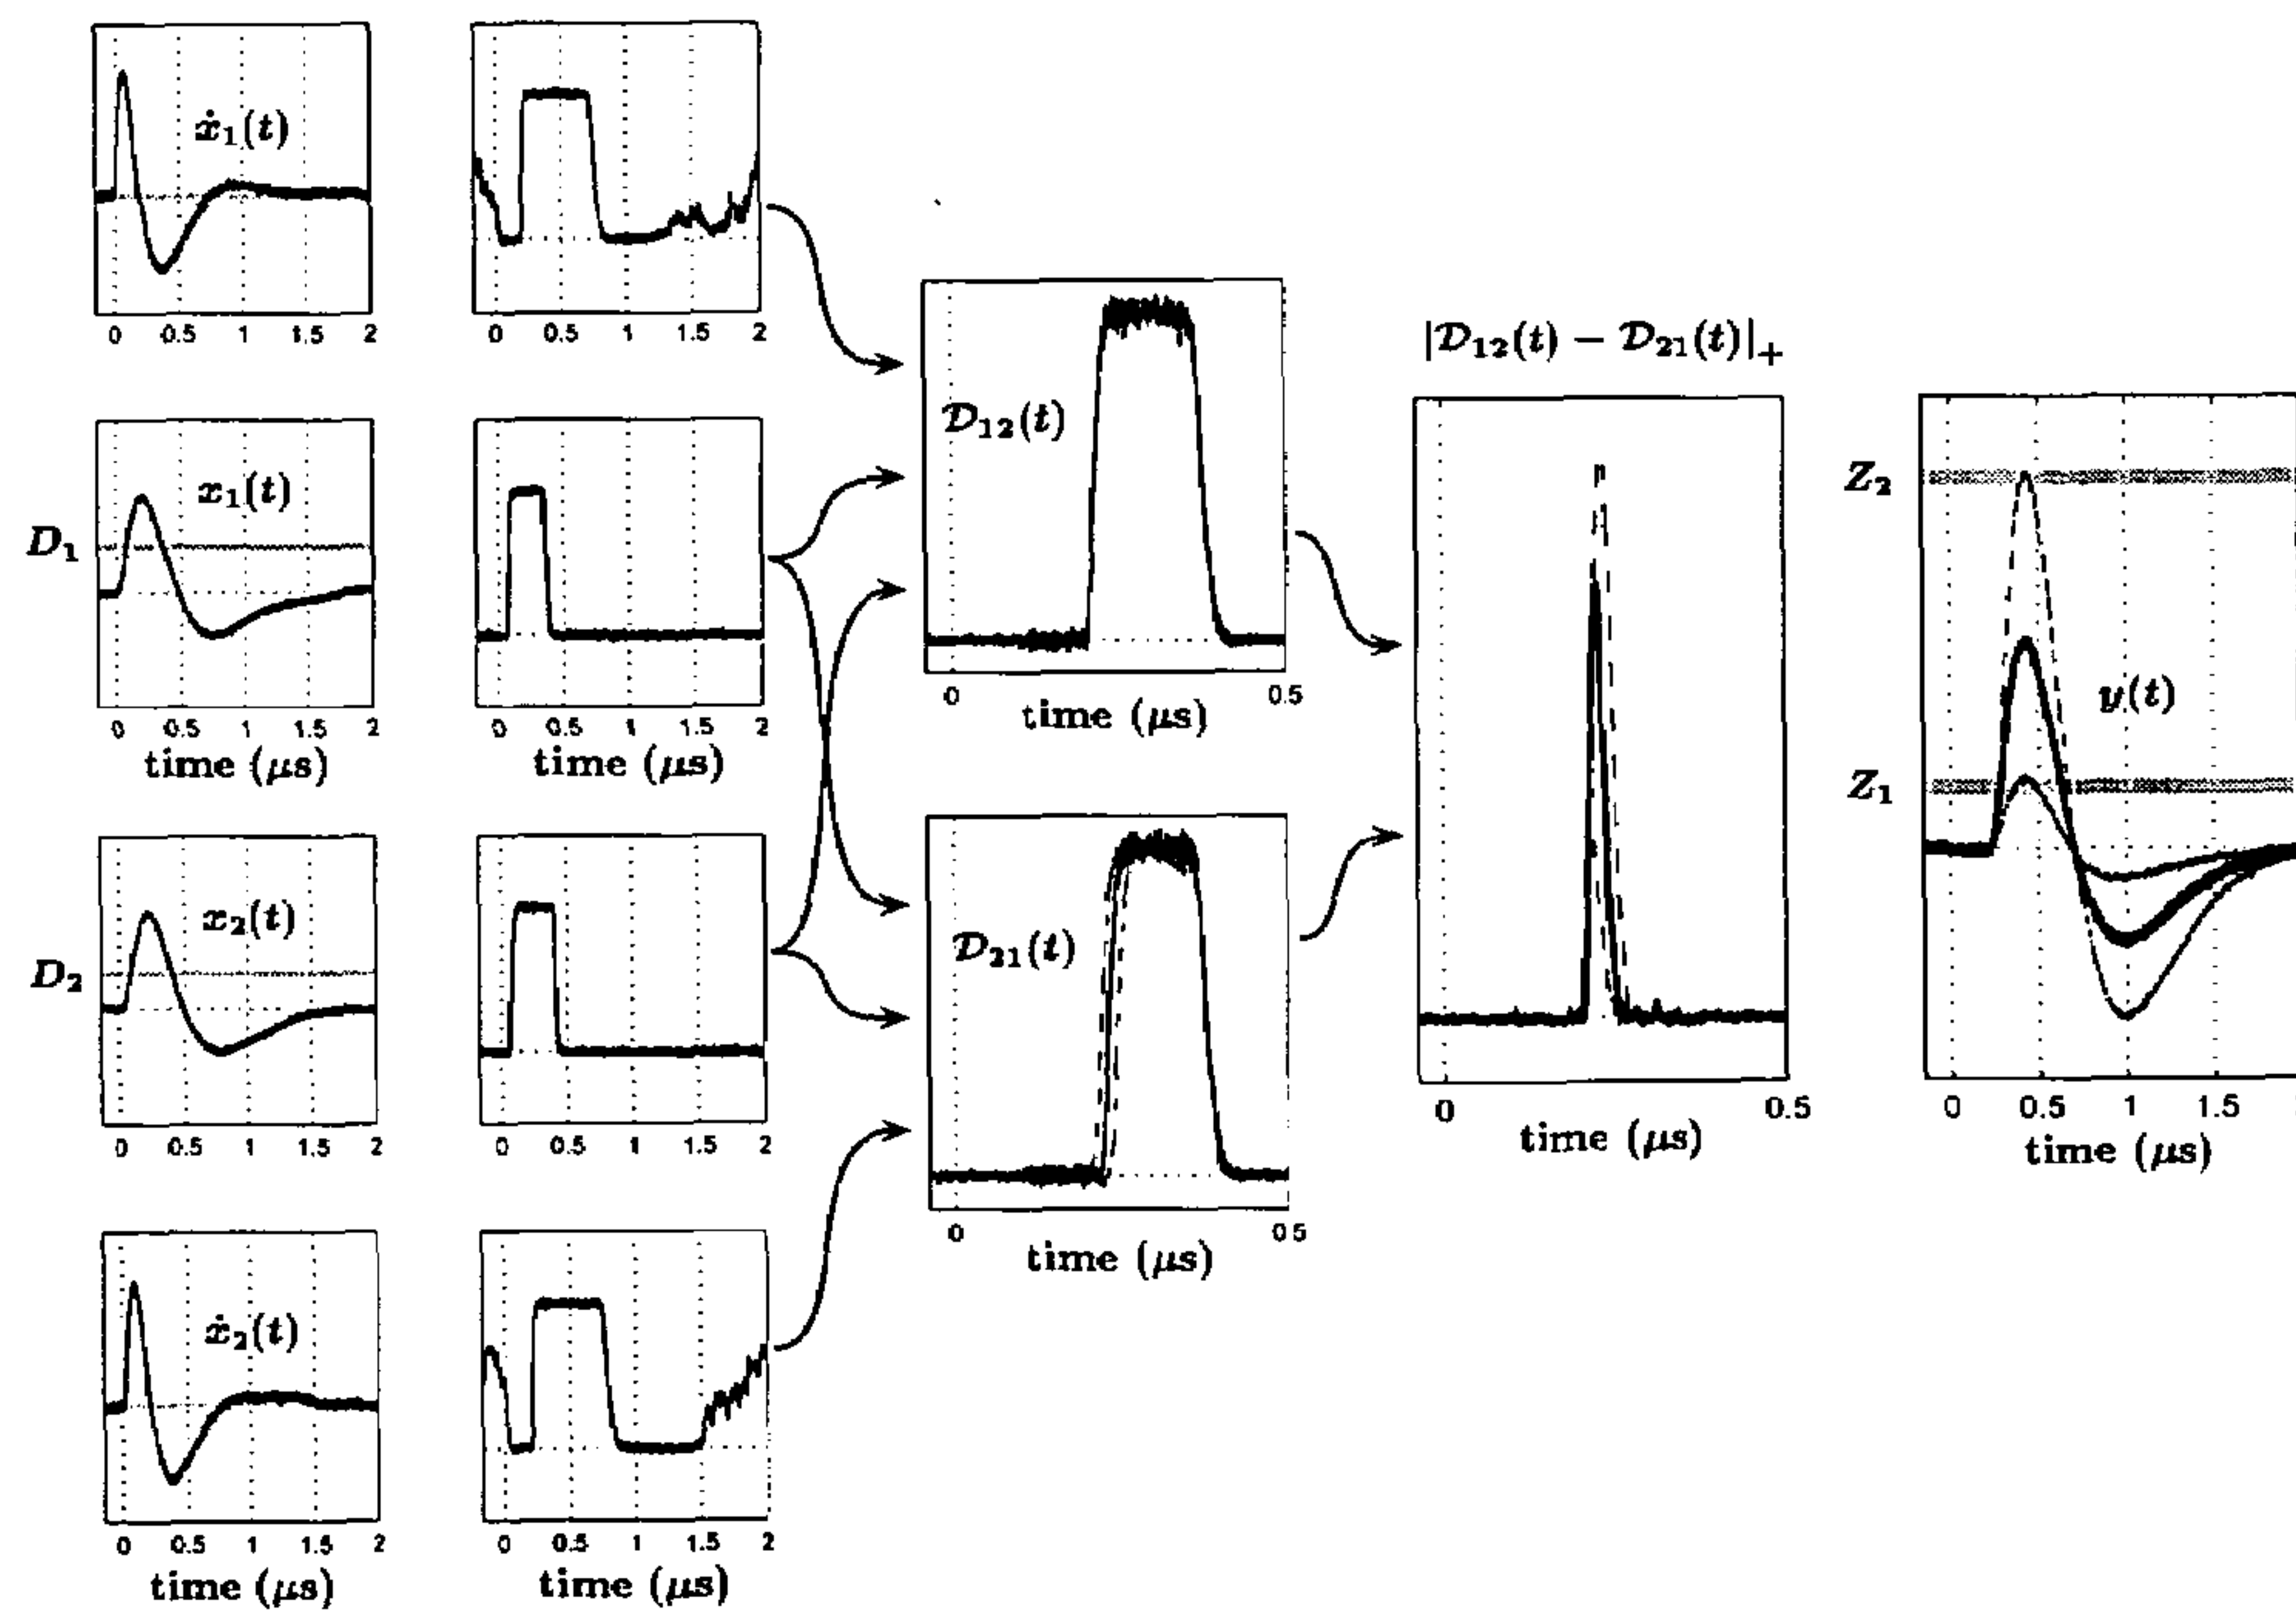 ẋ₁(t)
0 0.5 1 1.5 2
0 0.5 1 1.5 2
D₁
x₁(t)
0 0.5 1 1.5 2
time (μs)
0 0.5 1 1.5 2
time (μs)
D₂
x₂(t)
0 0.5 1 1.5 2
0 0.5 1 1.5 2
ẋ₂(t)
0 0.5 1 1.5 2
time (μs)
0 0.5 1 1.5 2
time (μs)
𝒟₁₂(t)
0 0.5
time (μs)
𝒟₂₁(t)
0 0 5
time (μs)
|𝒟₁₂(t) − 𝒟₂₁(t)|₊
0 0.5
time (μs)
Z₂
y(t)
Z₁
0 0.5 1 1.5
time (μs)